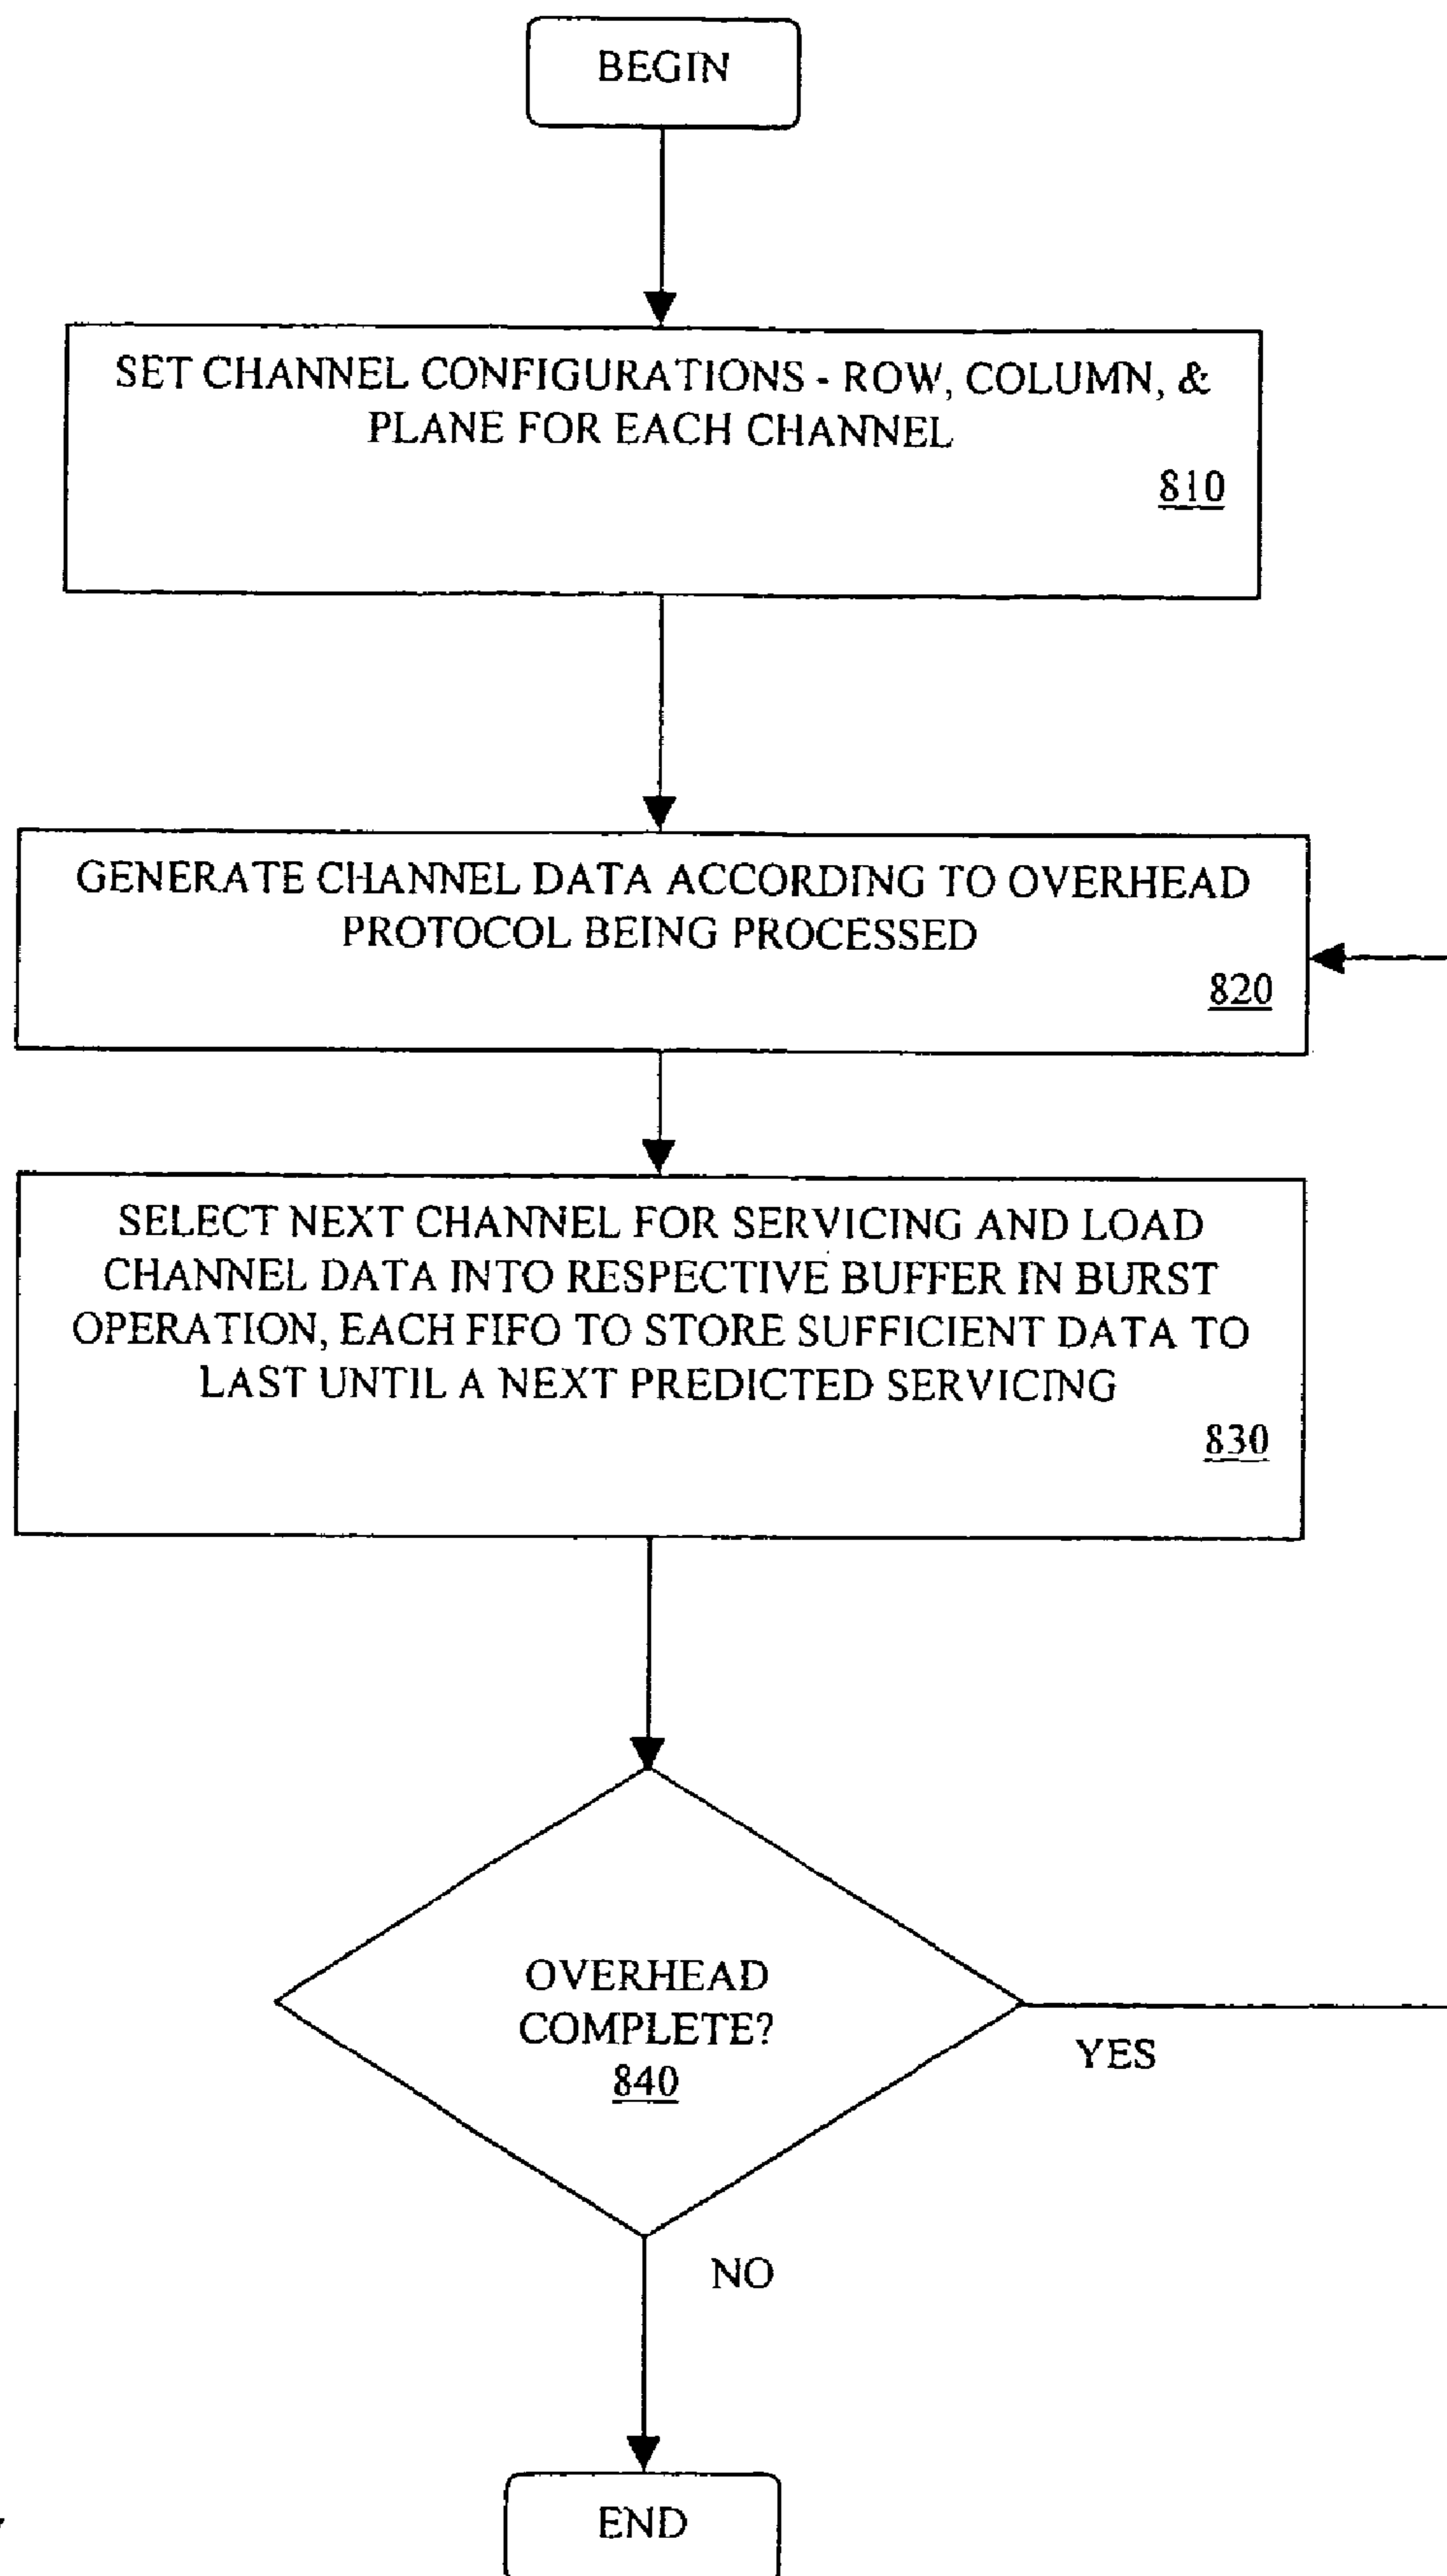 BEGIN
SET CHANNEL CONFIGURATIONS - ROW, COLUMN, &
PLANE FOR EACH CHANNEL
810
GENERATE CHANNEL DATA ACCORDING TO OVERHEAD
PROTOCOL BEING PROCESSED
820
SELECT NEXT CHANNEL FOR SERVICING AND LOAD
CHANNEL DATA INTO RESPECTIVE BUFFER IN BURST
OPERATION, EACH FIFO TO STORE SUFFICIENT DATA TO
LAST UNTIL A NEXT PREDICTED SERVICING
830
OVERHEAD
COMPLETE?
840
YES
NO
END